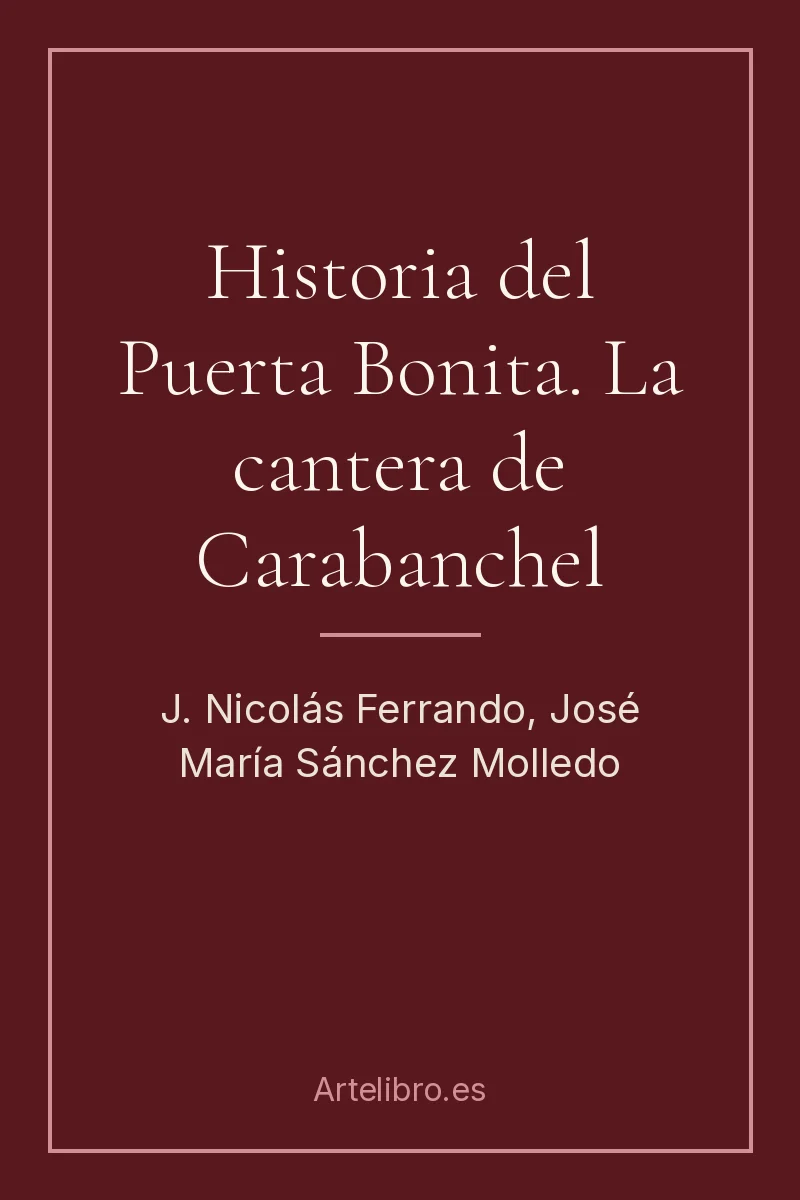 Historia del
Puerta Bonita. La
cantera de
Carabanchel
J. Nicolás Ferrando, José
María Sánchez Molledo
Artelibro.es